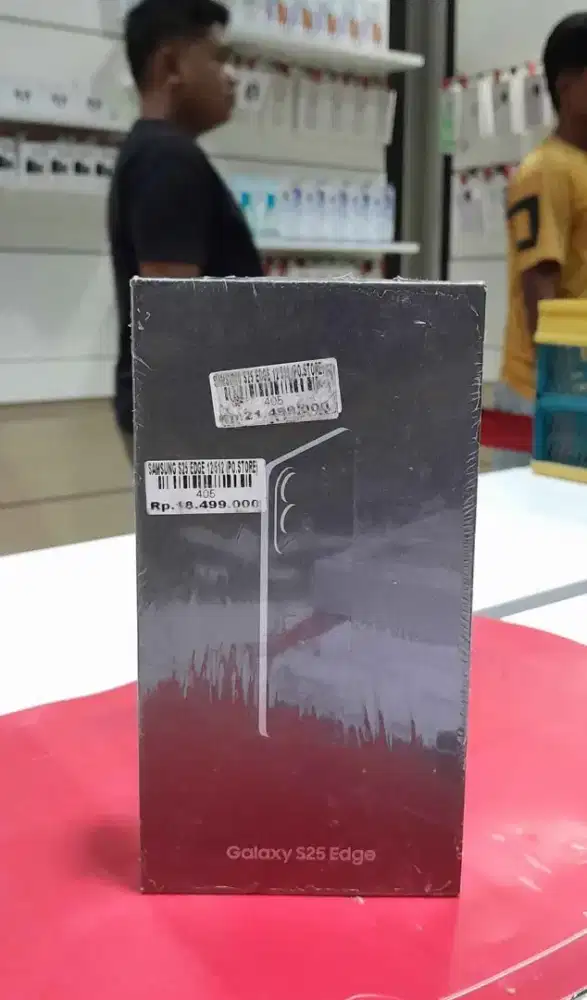 SAMSUNG S25 EDGE 12/512 (PO.STORE)
405
Rp.21.499.000
SAMSUNG S25 EDGE 12/512 (PO.STORE)
405
Rp.18.499.000
Galaxy S25 Edge